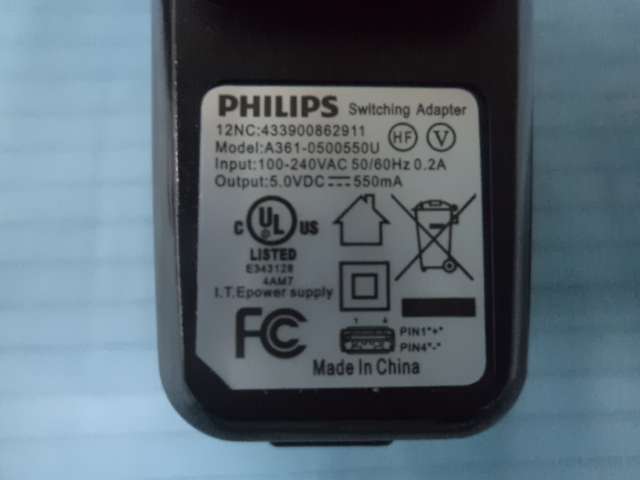 PHILIPS Switching Adapter
12NC:433900862911 HF V
Model:A361-0500550U
Input:100-240VAC 50/60Hz 0.2A
Output:5.0VDC⎓550mA
C UL US
LISTED
E343128
4AM7
I.T.Epower supply
FC
1 4
PIN1"+"
PIN4"-"
Made In China